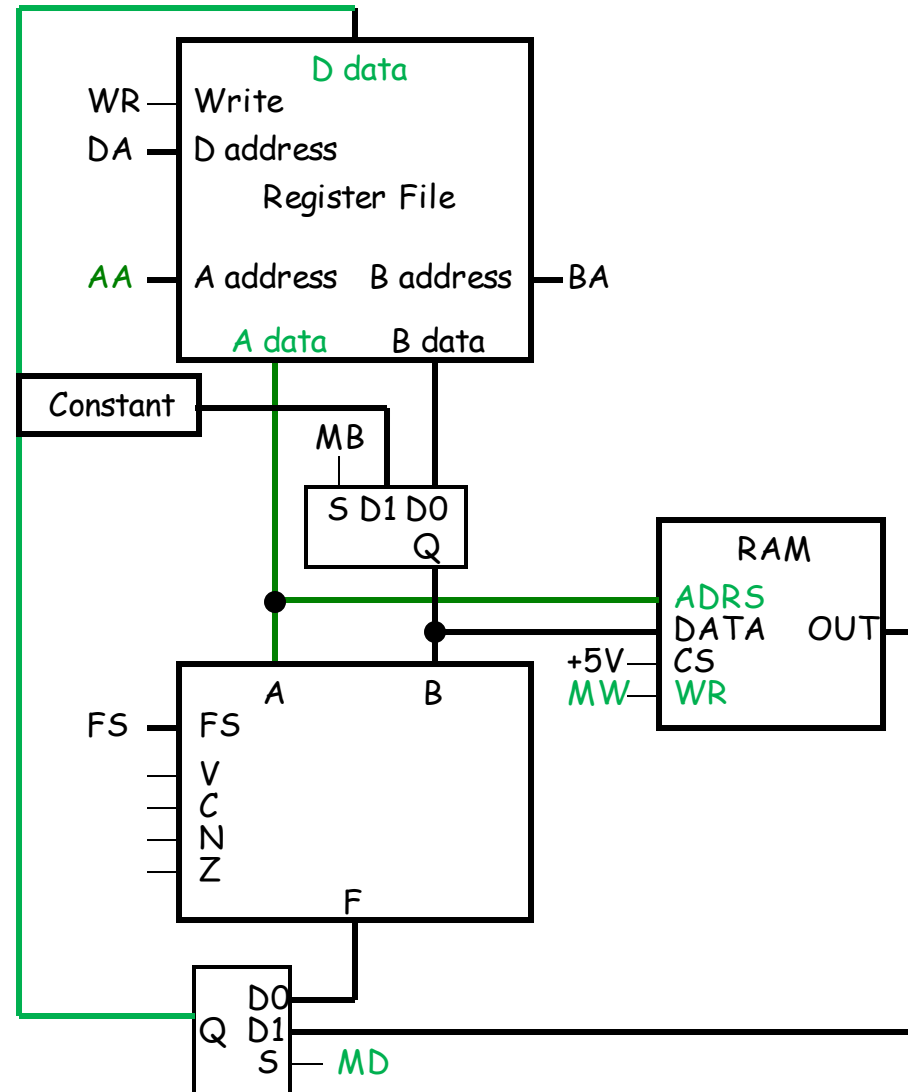 D data
WR Write
DA D address
Register File
AA A address B address BA
A data B data
Constant
MB
S D1 D0
Q
RAM
ADRS
DATA OUT
+5V CS
MW WR
A B
FS FS
V
C
N
Z
F
D0
Q D1
S MD